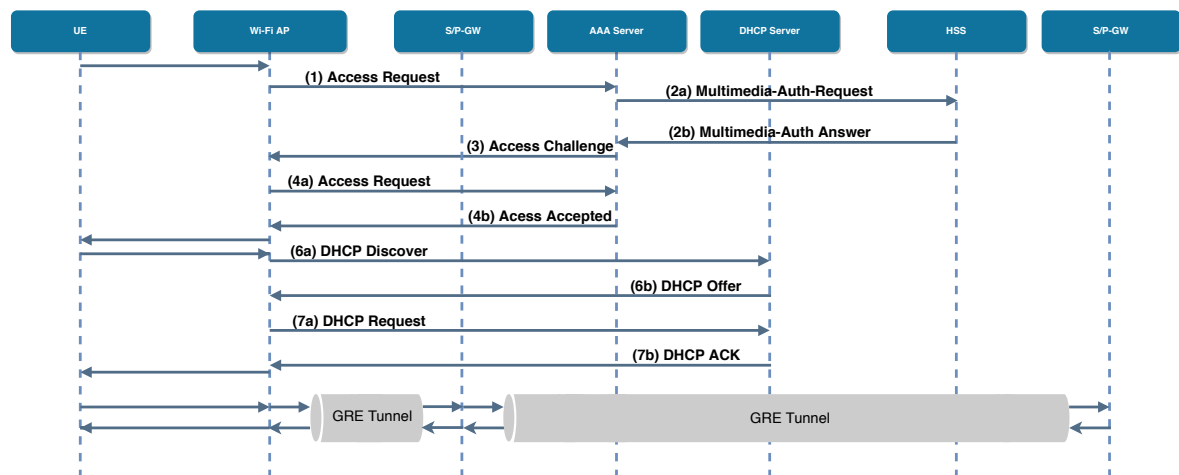 UE
Wi-Fi AP
S/P-GW
AAA Server
DHCP Server
HSS
S/P-GW
(1) Access Request
(2a) Multimedia-Auth-Request
(2b) Multimedia-Auth Answer
(3) Access Challenge
(4a) Access Request
(4b) Acess Accepted
(6a) DHCP Discover
(6b) DHCP Offer
(7a) DHCP Request
(7b) DHCP ACK
GRE Tunnel
GRE Tunnel